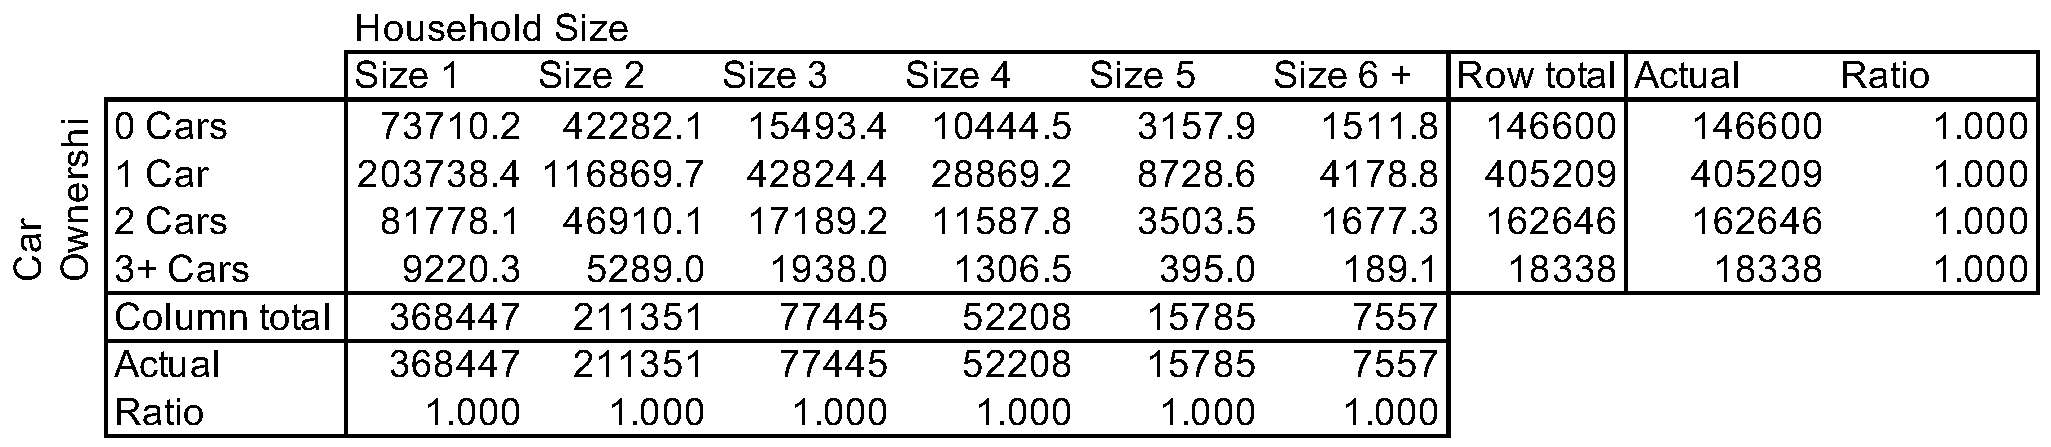 Household Size
Size 1 Size 2 Size 3 Size 4 Size 5 Size 6 + Row total Actual Ratio
Car
Ownershi
0 Cars 73710.2 42282.1 15493.4 10444.5 3157.9 1511.8 146600 146600 1.000
1 Car 203738.4 116869.7 42824.4 28869.2 8728.6 4178.8 405209 405209 1.000
2 Cars 81778.1 46910.1 17189.2 11587.8 3503.5 1677.3 162646 162646 1.000
3+ Cars 9220.3 5289.0 1938.0 1306.5 395.0 189.1 18338 18338 1.000
Column total 368447 211351 77445 52208 15785 7557
Actual 368447 211351 77445 52208 15785 7557
Ratio 1.000 1.000 1.000 1.000 1.000 1.000